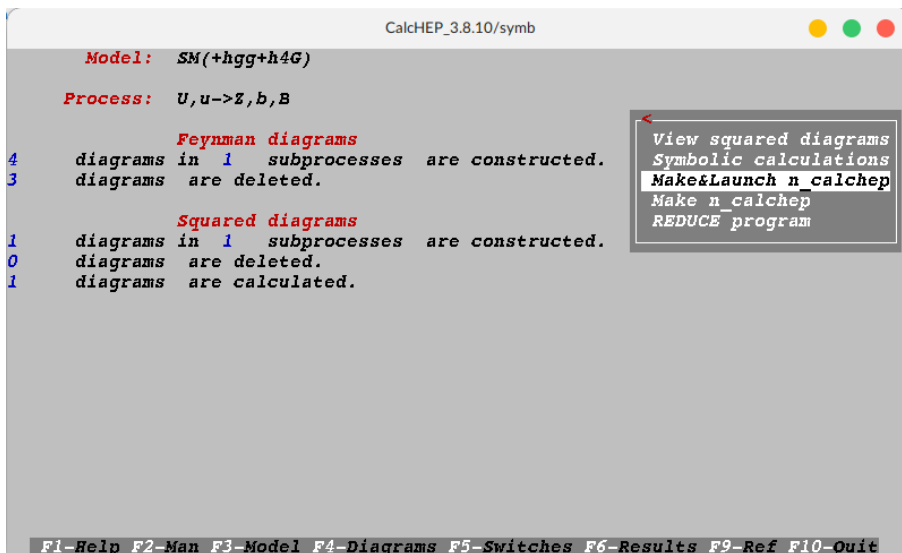 CalcHEP_3.8.10/symb
Model: SM(+hgg+h4G)
Process: U,u->Z,b,B
Feynman diagrams
4 diagrams in 1 subprocesses are constructed.
3 diagrams are deleted.
Squared diagrams
1 diagrams in 1 subprocesses are constructed.
0 diagrams are deleted.
1 diagrams are calculated.
<
View squared diagrams
Symbolic calculations
Make&Launch n_calchep
Make n_calchep
REDUCE program
F1-Help F2-Man F3-Model F4-Diagrams F5-Switches F6-Results F9-Ref F10-Quit